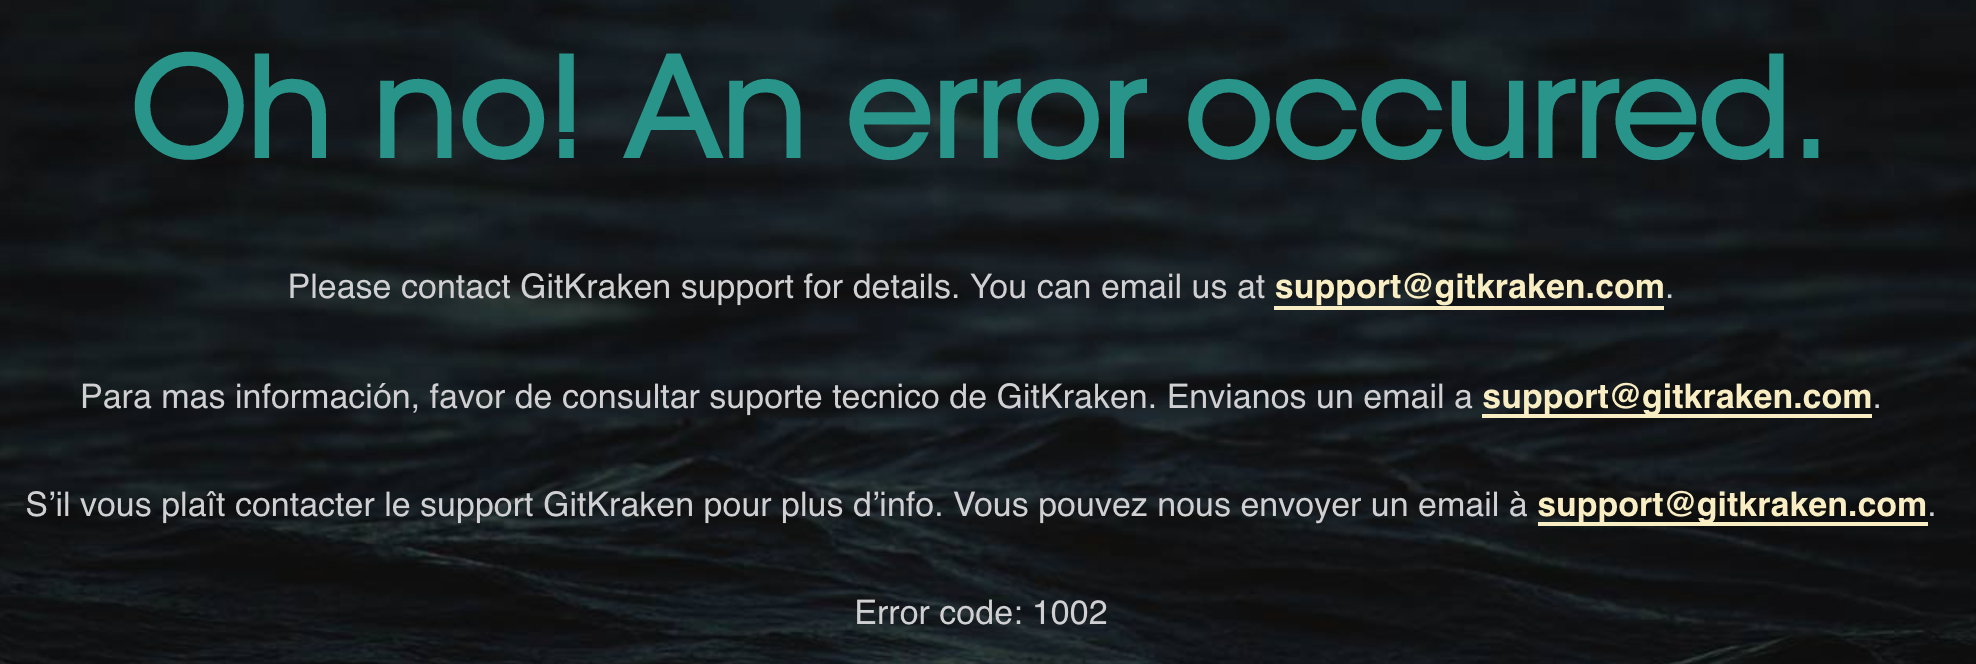 Oh no! An error occurred.
Please contact GitKraken support for details. You can email us at support@gitkraken.com.
Para mas información, favor de consultar suporte tecnico de GitKraken. Envianos un email a support@gitkraken.com.
S’il vous plaît contacter le support GitKraken pour plus d’info. Vous pouvez nous envoyer un email à support@gitkraken.com.
Error code: 1002